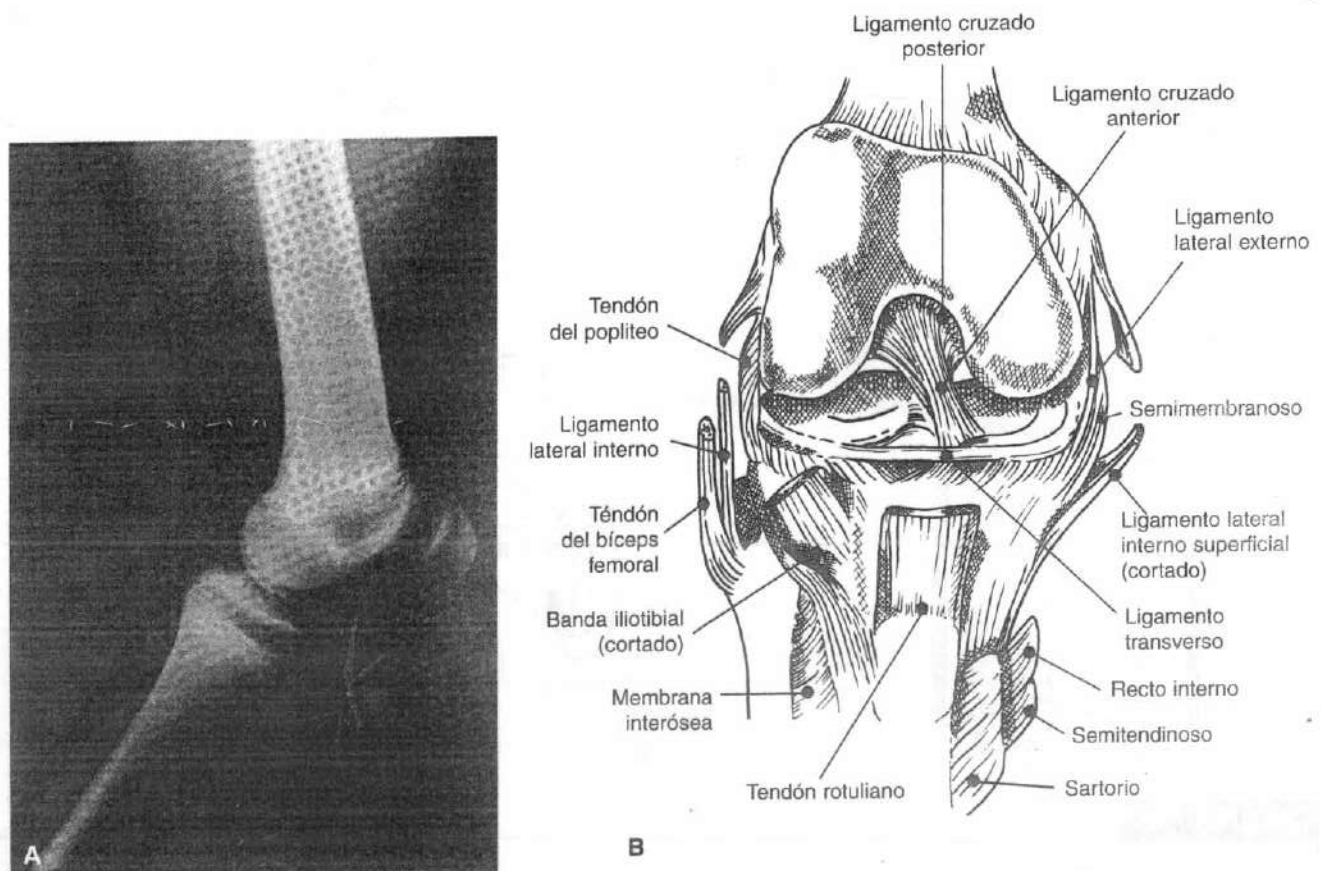 Ligamento cruzado
posterior
Ligamento cruzado
anterior
Ligamento
lateral externo
Tendón
del popliteo
Semimembranoso
Ligamento
lateral interno
Téndón
del bíceps
femoral
Ligamento lateral
interno superficial
(cortado)
Banda iliotibial
(cortado)
Ligamento
transverso
Membrana
interósea
Recto interno
Semitendinoso
Tendón rotuliano
Sartorio
A
B